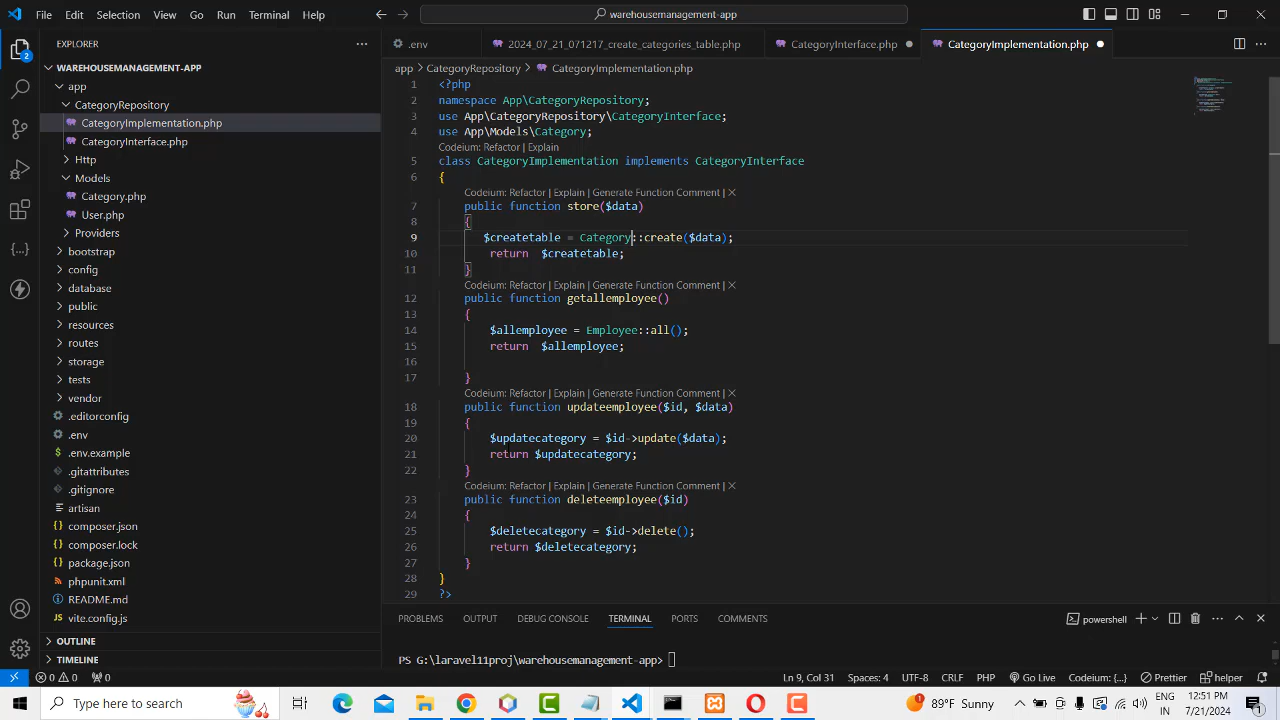 File Edit Selection View Go Run Terminal Help
warehousemanagement-app
EXPLORER
.env
2024_07_21_071217_create_categories_table.php
CategoryInterface.php
CategoryImplementation.php
WAREHOUSEMANAGEMENT-APP
app
CategoryRepository
CategoryImplementation.php
CategoryInterface.php
Http
Models
Category.php
User.php
Providers
bootstrap
config
database
public
resources
routes
storage
tests
vendor
.editorconfig
.env
.env.example
.gitattributes
.gitignore
artisan
composer.json
composer.lock
package.json
phpunit.xml
README.md
vite.config.js
OUTLINE
TIMELINE
app > CategoryRepository > CategoryImplementation.php
1 <?php
2 namespace App\CategoryRepository;
3 use App\CategoryRepository\CategoryInterface;
4 use App\Models\Category;
Codeium: Refactor | Explain
5 class CategoryImplementation implements CategoryInterface
6 {
Codeium: Refactor | Explain | Generate Function Comment | ×
7 public function store($data)
8 {
9 $createtable = Category::create($data);
10 return $createtable;
11 }
Codeium: Refactor | Explain | Generate Function Comment | ×
12 public function getallemployee()
13 {
14 $allemployee = Employee::all();
15 return $allemployee;
16
17 }
Codeium: Refactor | Explain | Generate Function Comment | ×
18 public function updateemployee($id, $data)
19 {
20 $updatecategory = $id->update($data);
21 return $updatecategory;
22 }
Codeium: Refactor | Explain | Generate Function Comment | ×
23 public function deleteemployee($id)
24 {
25 $deletecategory = $id->delete();
26 return $deletecategory;
27 }
28 }
29 ?>
PROBLEMS OUTPUT DEBUG CONSOLE TERMINAL PORTS COMMENTS
powershell
PS G:\laravel11proj\warehousemanagement-app>
0 0 0 Ln 9, Col 31 Spaces: 4 UTF-8 CRLF PHP Go Live Codeium: {...} Prettier helper
Type here to search
89°F Sunny
ENG
IN
12:51 PM
7/21/2024
2
1